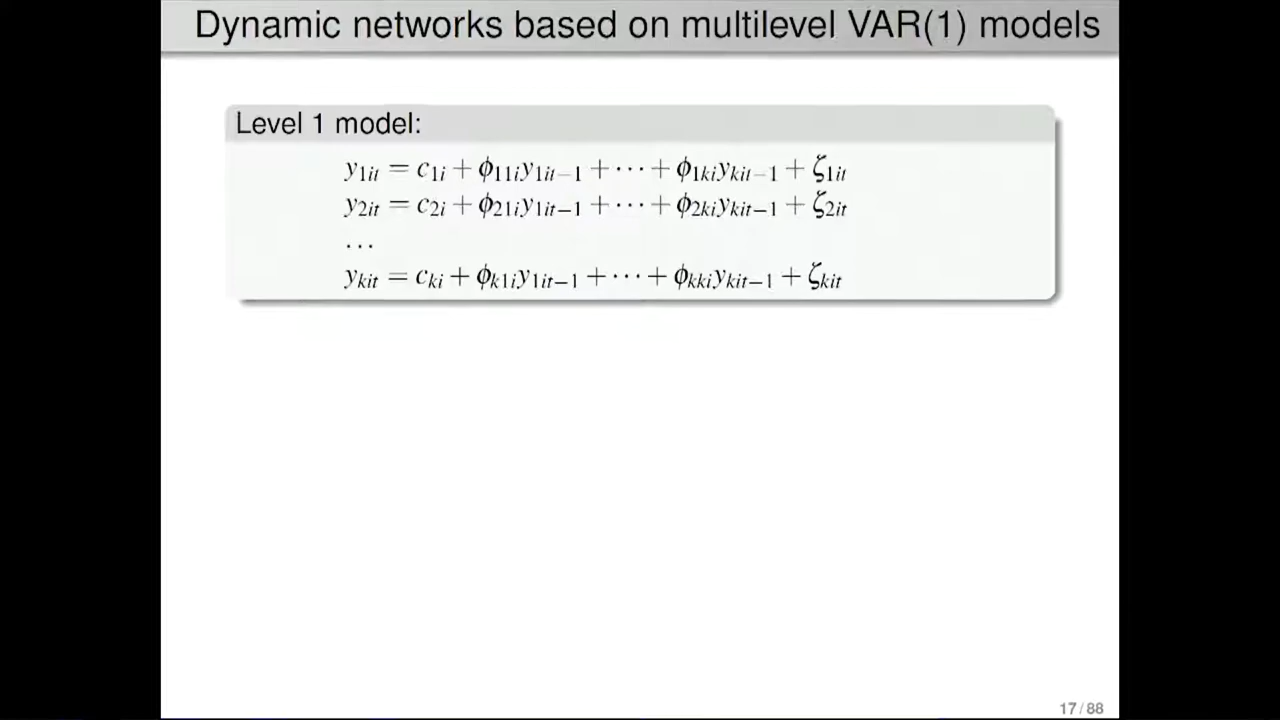 Dynamic networks based on multilevel VAR(1) models
Level 1 model:
y₁ᵢₜ = c₁ᵢ + ϕ₁₁ᵢy₁ᵢₜ₋₁ + ⋯ + ϕ₁ₖᵢyₖᵢₜ₋₁ + ζ₁ᵢₜ
y₂ᵢₜ = c₂ᵢ + ϕ₂₁ᵢy₁ᵢₜ₋₁ + ⋯ + ϕ₂ₖᵢyₖᵢₜ₋₁ + ζ₂ᵢₜ
...
yₖᵢₜ = cₖᵢ + ϕₖ₁ᵢy₁ᵢₜ₋₁ + ⋯ + ϕₖₖᵢyₖᵢₜ₋₁ + ζₖᵢₜ
17 / 88